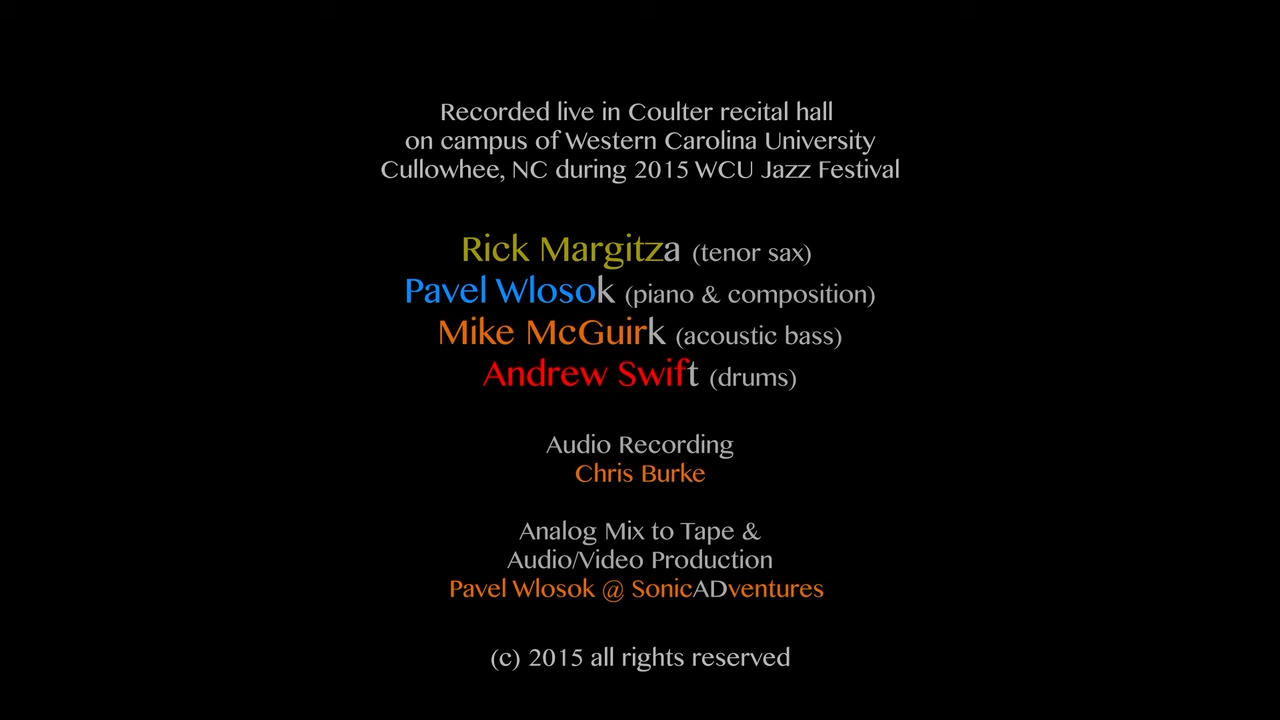 Recorded live in Coulter recital hall
on campus of Western Carolina University
Cullowhee, NC during 2015 WCU Jazz Festival
Rick Margitza (tenor sax)
Pavel Wlosok (piano & composition)
Mike McGuirk (acoustic bass)
Andrew Swift (drums)
Audio Recording
Chris Burke
Analog Mix to Tape &
Audio/Video Production
Pavel Wlosok @ SonicADventures
(c) 2015 all rights reserved